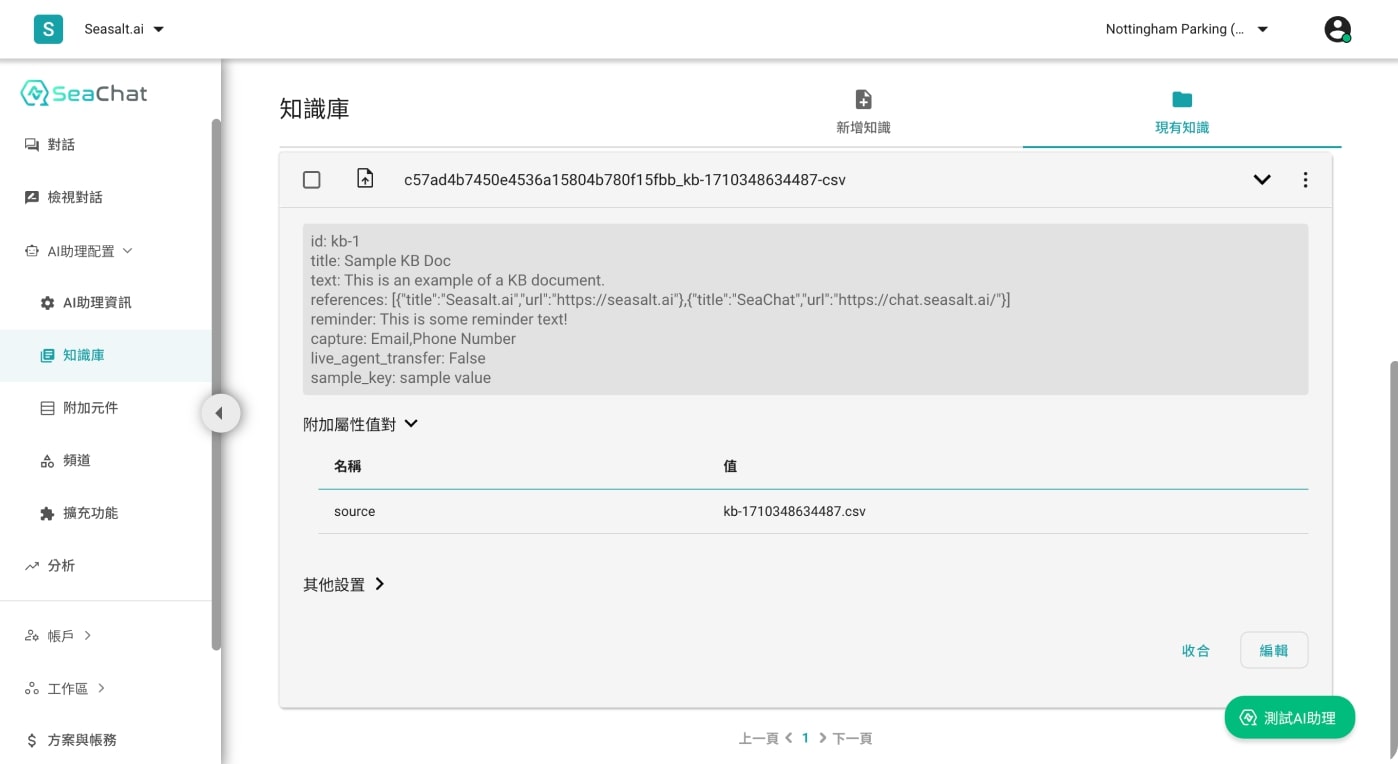 S
Seasalt.ai
Nottingham Parking (...
SeaChat
對話
檢視對話
AI助理配置
AI助理資訊
知識庫
附加元件
頻道
擴充功能
分析
帳戶
工作區
方案與帳務
知識庫
新增知識
現有知識
c57ad4b7450e4536a15804b780f15fbb_kb-1710348634487-csv
id: kb-1
title: Sample KB Doc
text: This is an example of a KB document.
references: [{"title":"Seasalt.ai","url":"https://seasalt.ai"},{"title":"SeaChat","url":"https://chat.seasalt.ai/"}]
reminder: This is some reminder text!
capture: Email,Phone Number
live_agent_transfer: False
sample_key: sample value
附加屬性值對
名稱 值
source kb-1710348634487.csv
其他設置
收合 編輯
測試AI助理
上一頁 1 下一頁